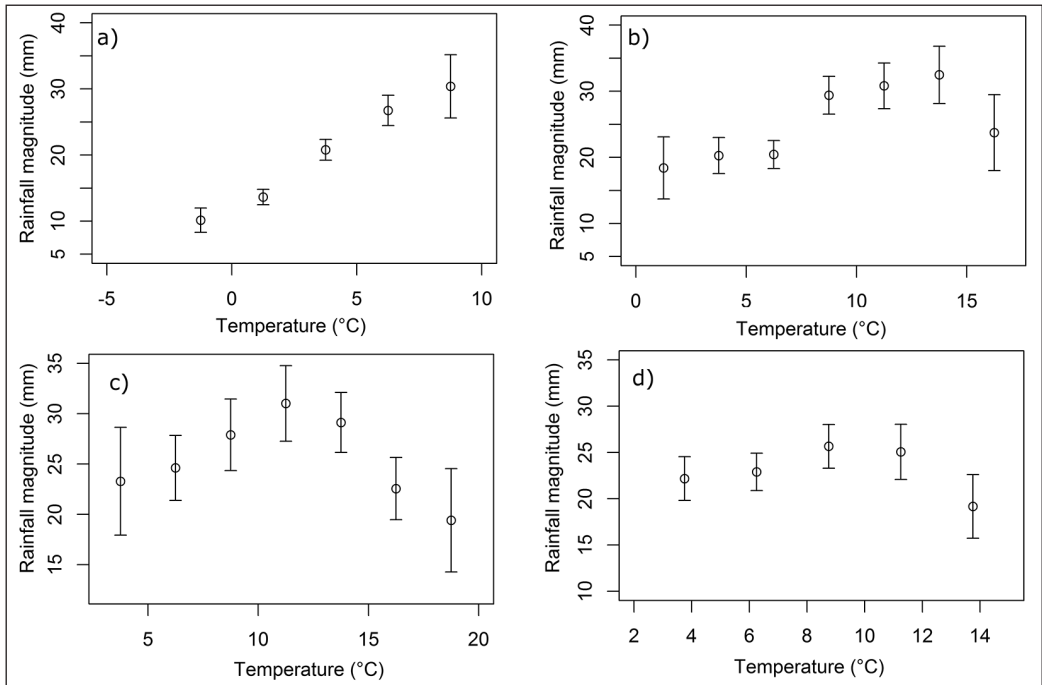 a)
Rainfall magnitude (mm)
40
30
20
10
5
-5 0 5 10
Temperature (°C)
b)
Rainfall magnitude (mm)
40
30
20
10
5
0 5 10 15
Temperature (°C)
c)
Rainfall magnitude (mm)
35
30
25
20
15
5 10 15 20
Temperature (°C)
d)
Rainfall magnitude (mm)
35
30
25
20
15
10
2 4 6 8 10 12 14
Temperature (°C)